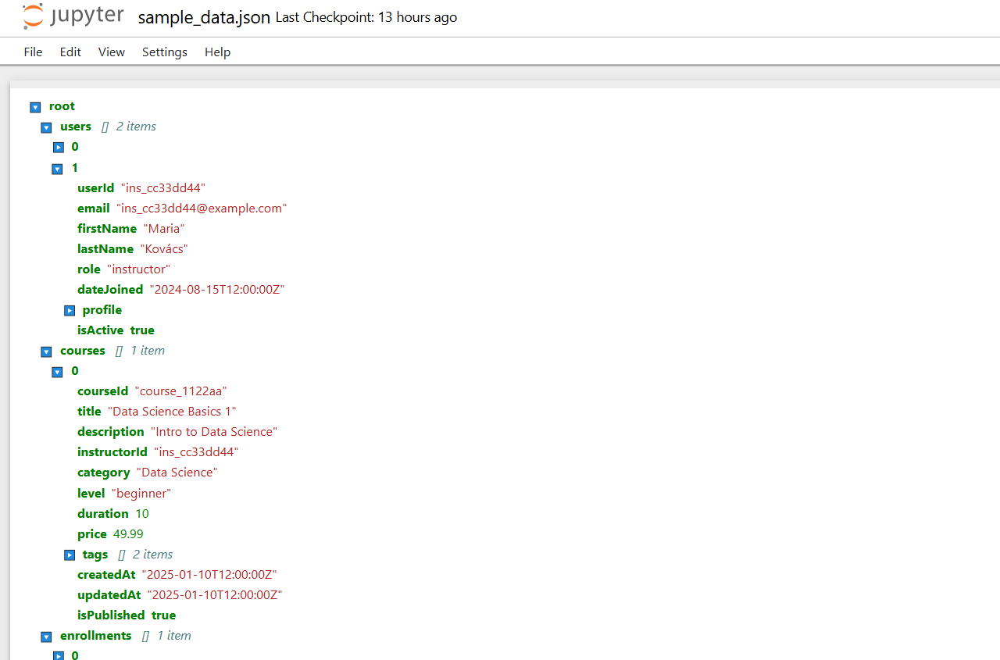 jupyter sample_data.json Last Checkpoint: 13 hours ago
File Edit View Settings Help
root
users [] 2 items
0
1
userId "ins_cc33dd44"
email "ins_cc33dd44@example.com"
firstName "Maria"
lastName "Kovács"
role "instructor"
dateJoined "2024-08-15T12:00:00Z"
profile
isActive true
courses [] 1 item
0
courseId "course_1122aa"
title "Data Science Basics 1"
description "Intro to Data Science"
instructorId "ins_cc33dd44"
category "Data Science"
level "beginner"
duration 10
price 49.99
tags [] 2 items
createdAt "2025-01-10T12:00:00Z"
updatedAt "2025-01-10T12:00:00Z"
isPublished true
enrollments [] 1 item
0